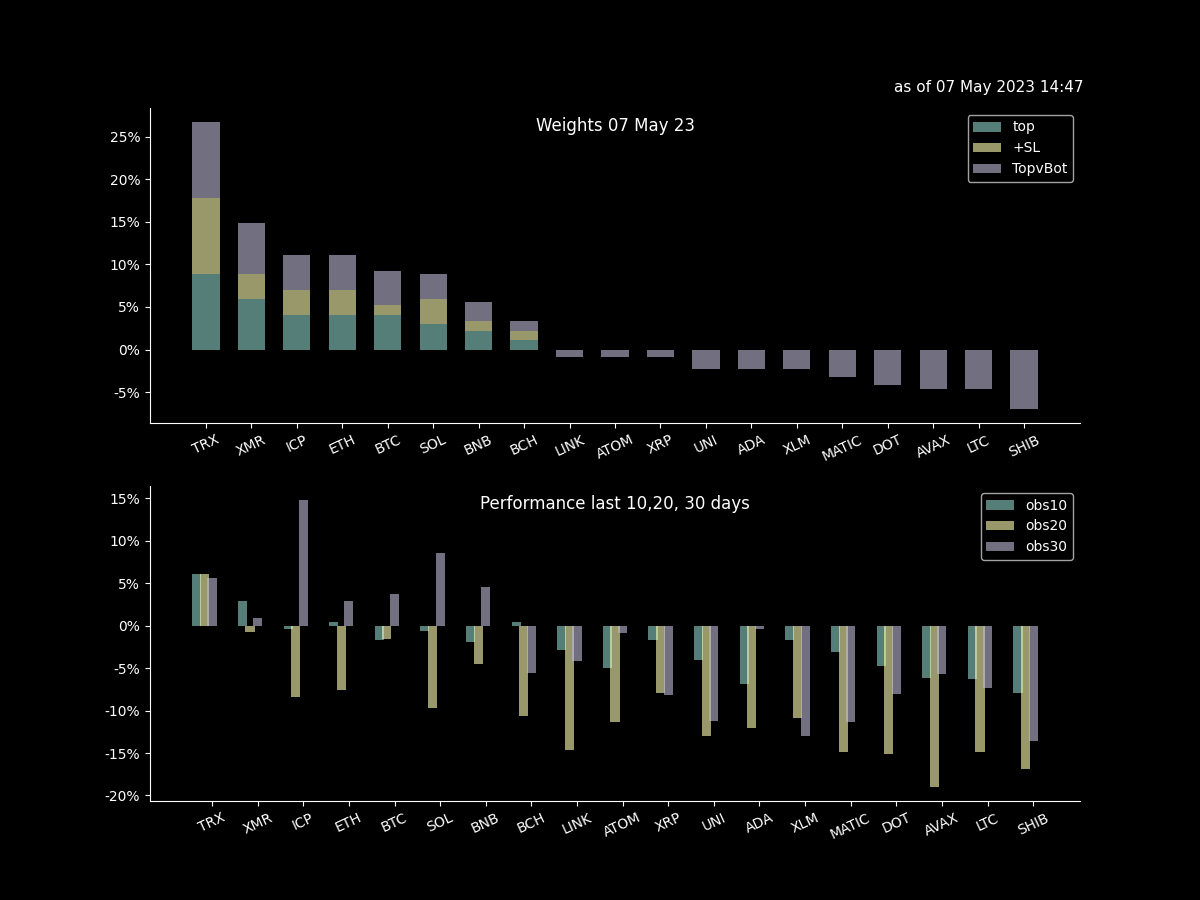 as of 07 May 2023 14:47
Weights 07 May 23
top
+SL
TopvBot
25%
20%
15%
10%
5%
0%
-5%
TRX XMR ICP ETH BTC SOL BNB BCH LINK ATOM XRP UNI ADA XLM MATIC DOT AVAX LTC SHIB
Performance last 10,20, 30 days
obs10
obs20
obs30
15%
10%
5%
0%
-5%
-10%
-15%
-20%
TRX XMR ICP ETH BTC SOL BNB BCH LINK ATOM XRP UNI ADA XLM MATIC DOT AVAX LTC SHIB